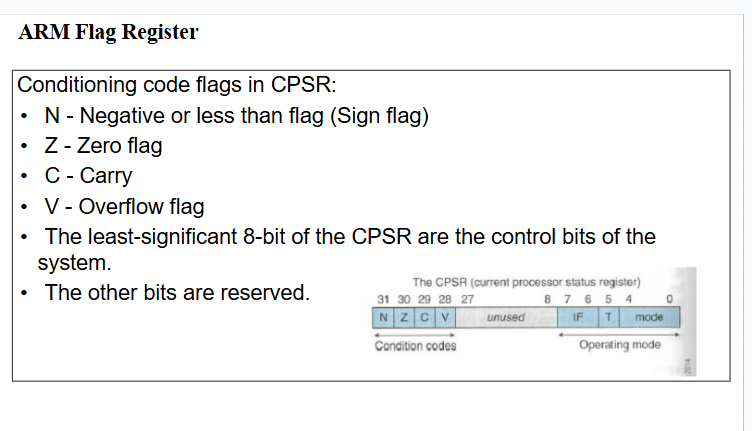 ARM Flag Register
Conditioning code flags in CPSR:
• N - Negative or less than flag (Sign flag)
• Z - Zero flag
• C - Carry
• V - Overflow flag
• The least-significant 8-bit of the CPSR are the control bits of the
system.
• The other bits are reserved.
The CPSR (current processor status register)
31 30 29 28 27 8 7 6 5 4 0
N Z C V unused IF T mode
Condition codes Operating mode
2014